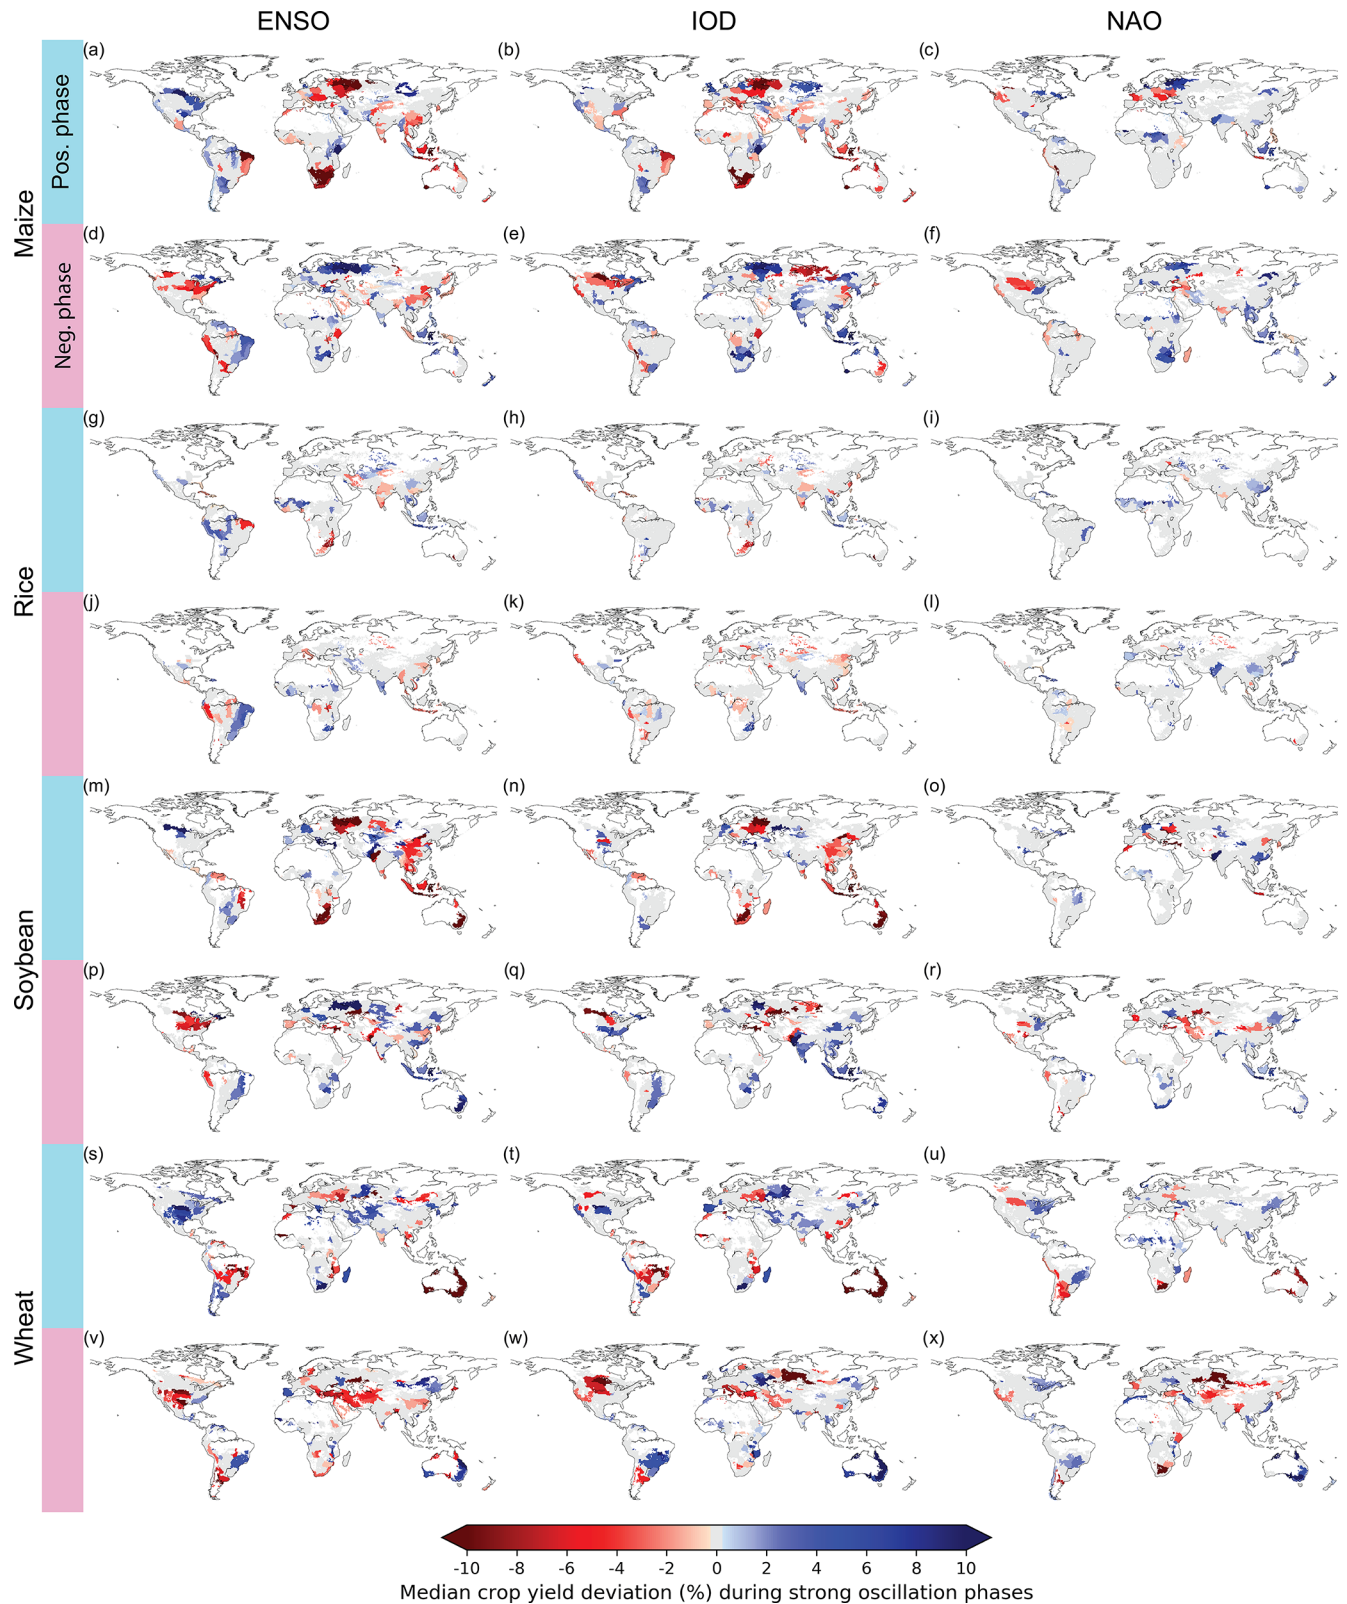 ENSO IOD NAO
Maize
Pos. phase
(a) (b) (c)
Neg. phase
(d) (e) (f)
Rice
(g) (h) (i)
(j) (k) (l)
Soybean
(m) (n) (o)
(p) (q) (r)
Wheat
(s) (t) (u)
(v) (w) (x)
-10 -8 -6 -4 -2 0 2 4 6 8 10
Median crop yield deviation (%) during strong oscillation phases